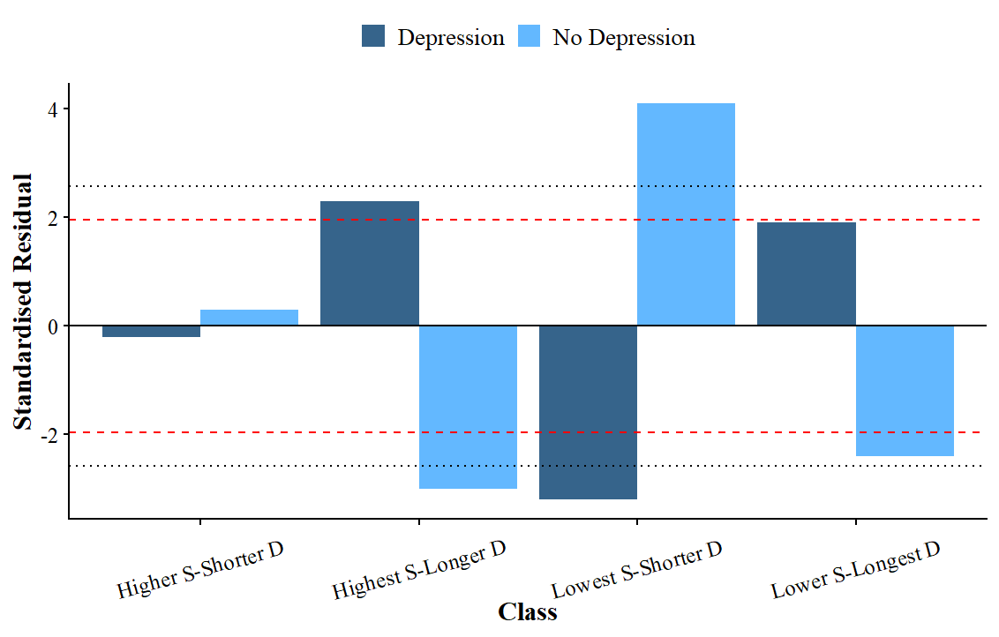 Depression No Depression
Standardised Residual
4
2
0
-2
Higher S-Shorter D
Highest S-Longer D
Lowest S-Shorter D
Lower S-Longest D
Class